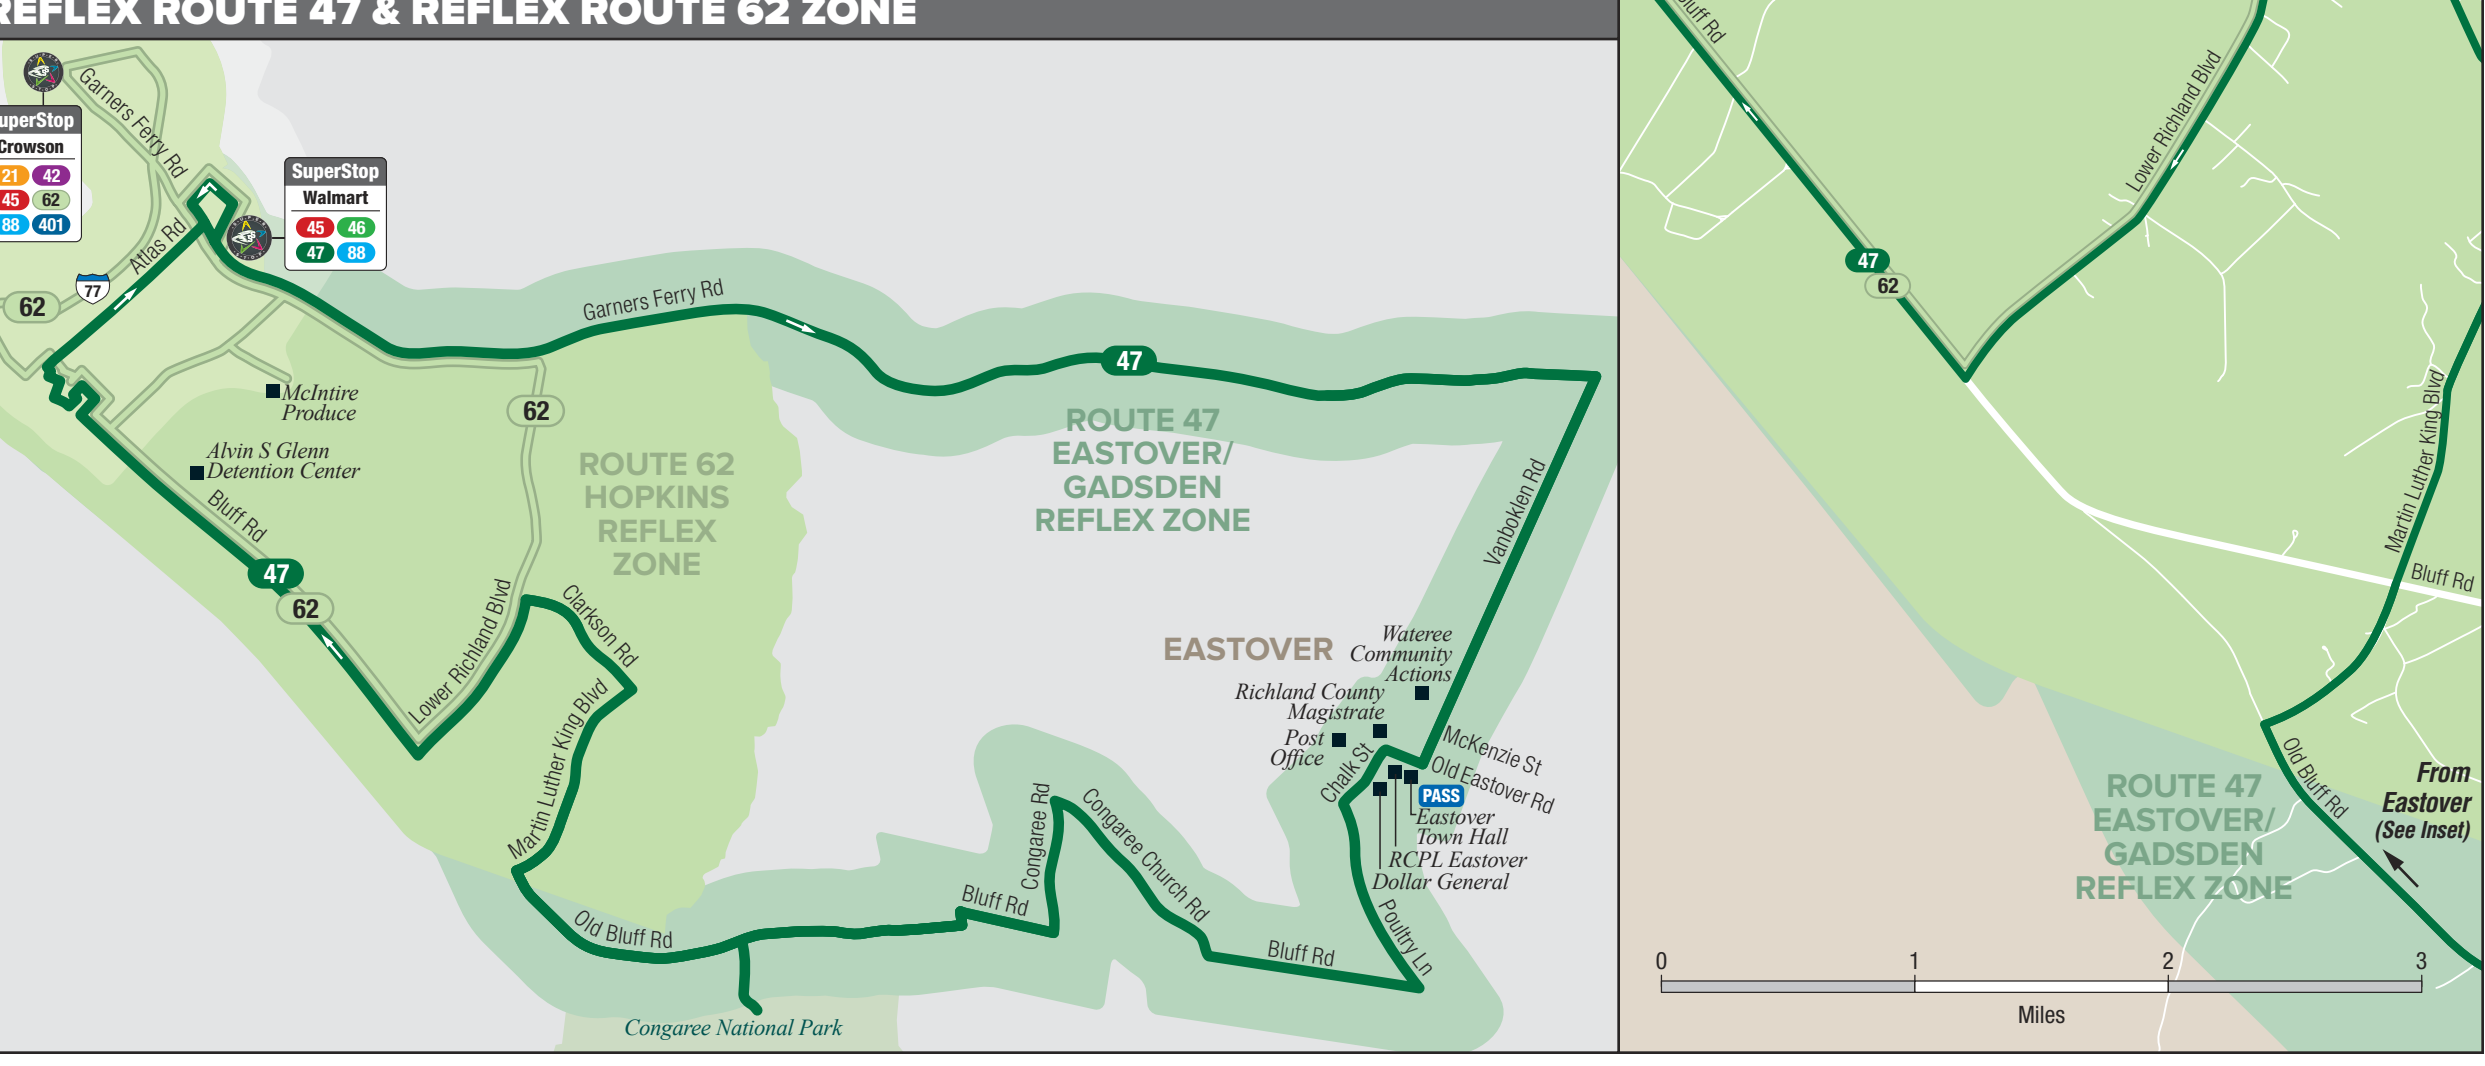 REFLEX ROUTE 47 & REFLEX ROUTE 62 ZONE
Garners Ferry Rd
SuperStop
Crowson
21 42
45 62
88 401
SuperStop
Walmart
45 46
47 88
Atlas Rd
77
62
Garners Ferry Rd
47
62
McIntire
Produce
Alvin S Glenn
Detention Center
Bluff Rd
47
62
ROUTE 62
HOPKINS
REFLEX
ZONE
ROUTE 47
EASTOVER/
GADSDEN
REFLEX ZONE
Vanboklen Rd
Lower Richland Blvd
Clarkson Rd
Martin Luther King Blvd
EASTOVER
Wateree
Community
Actions
Richland County
Magistrate
Post
Office
Chalk St
McKenzie St
Old Eastover Rd
PASS
Eastover
Town Hall
RCPL Eastover
Dollar General
Poultry Ln
Bluff Rd
Congaree Church Rd
Congaree Rd
Bluff Rd
Old Bluff Rd
Congaree National Park
Bluff Rd
Lower Richland Blvd
47
62
Martin Luther King Blvd
Bluff Rd
Old Bluff Rd
From
Eastover
(See Inset)
ROUTE 47
EASTOVER/
GADSDEN
REFLEX ZONE
0 1 2 3
Miles